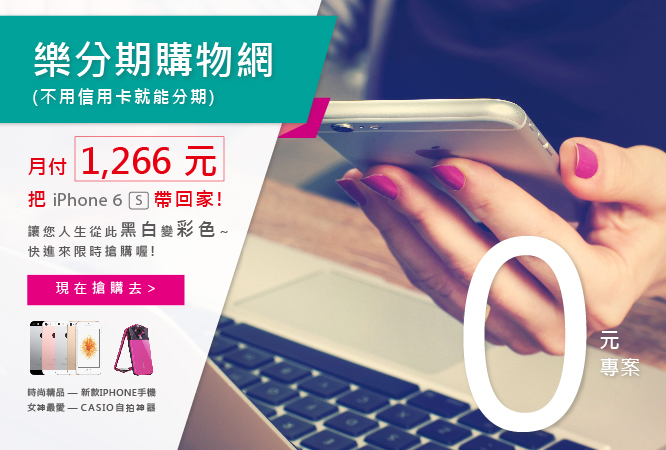 樂分期購物網
(不用信用卡就能分期)
月付 1,266 元
把 iPhone 6 S 帶回家!
讓您人生從此黑白變彩色~
快進來限時搶購喔!
現在搶購去>
時尚精品 — 新款IPHONE手機
女神最愛 — CASIO自拍神器
0
元
專案